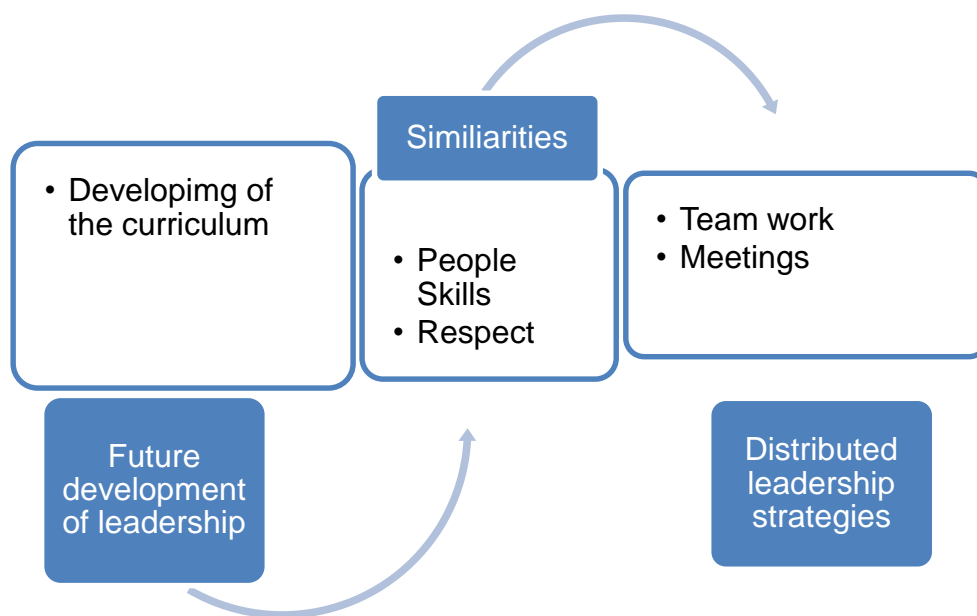 • Developimg of
the curriculum
Future
development
of leadership
Similiarities
• People
Skills
• Respect
• Team work
• Meetings
Distributed
leadership
strategies